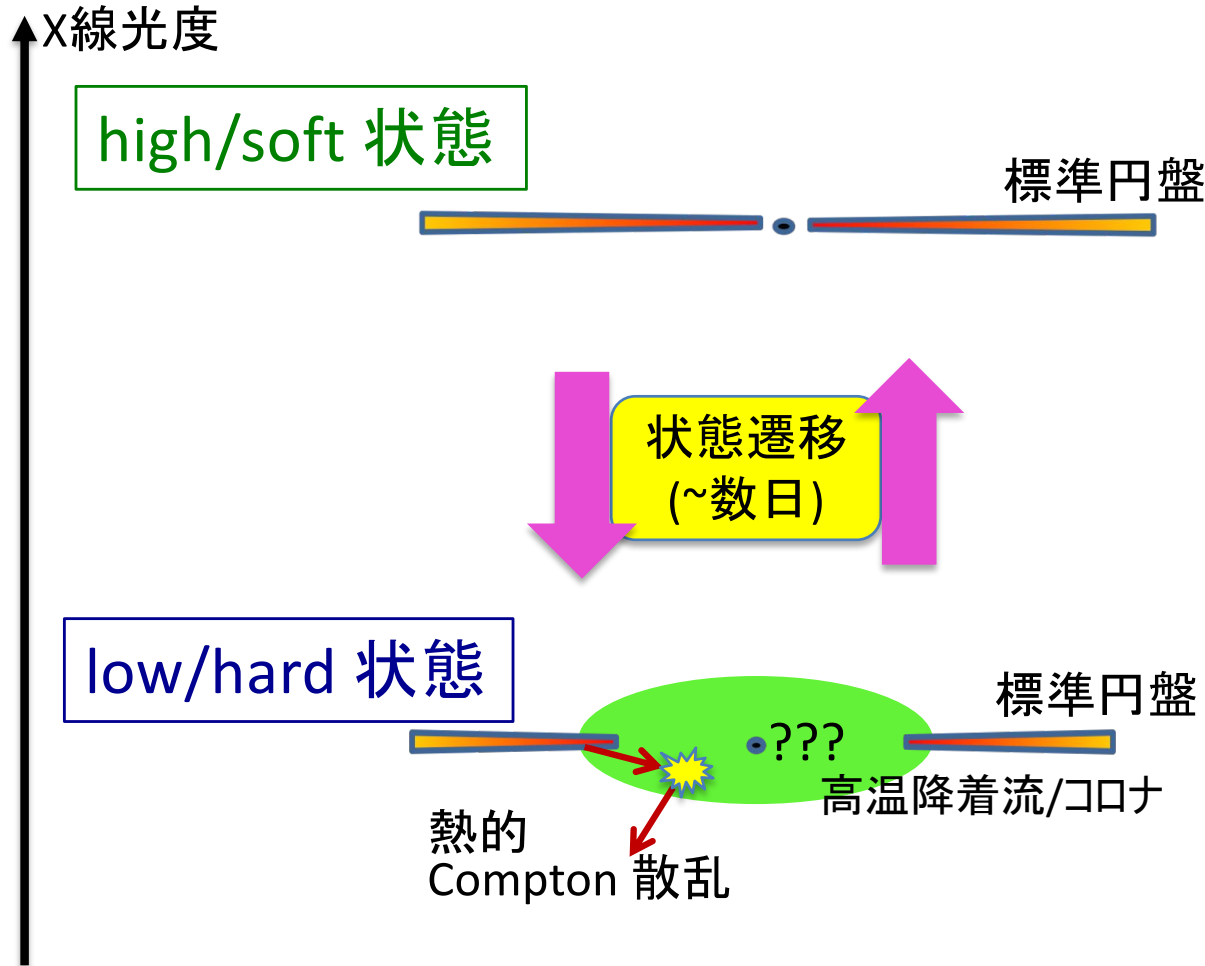 X線光度
high/soft 状態
標準円盤
状態遷移
(~数日)
low/hard 状態
標準円盤
???
高温降着流/コロナ
熱的
Compton 散乱